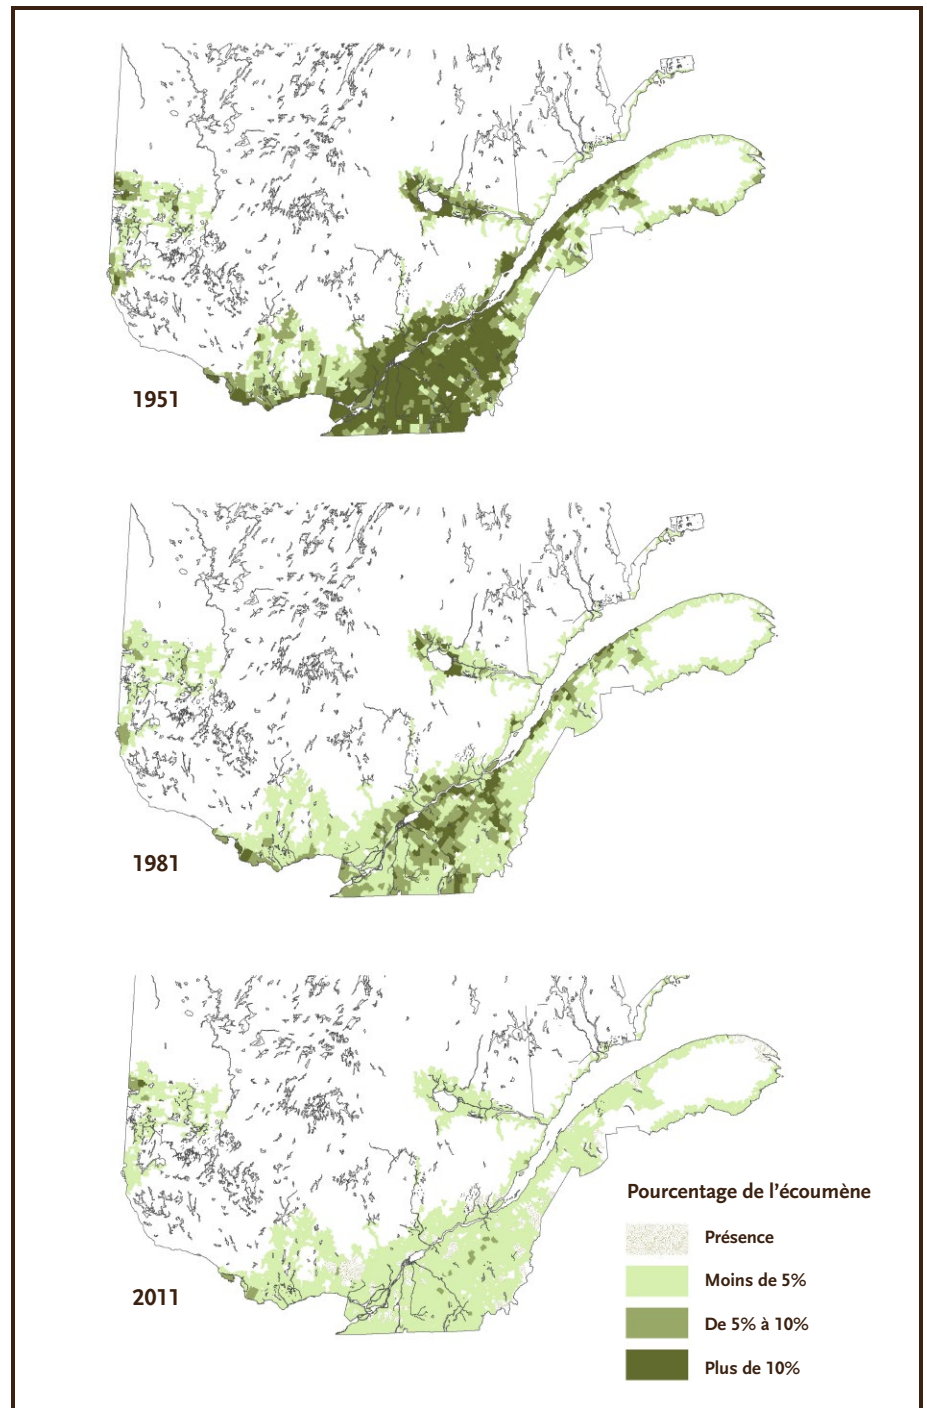 1951
1981
2011
Pourcentage de l’écoumène
Présence
Moins de 5%
De 5% à 10%
Plus de 10%